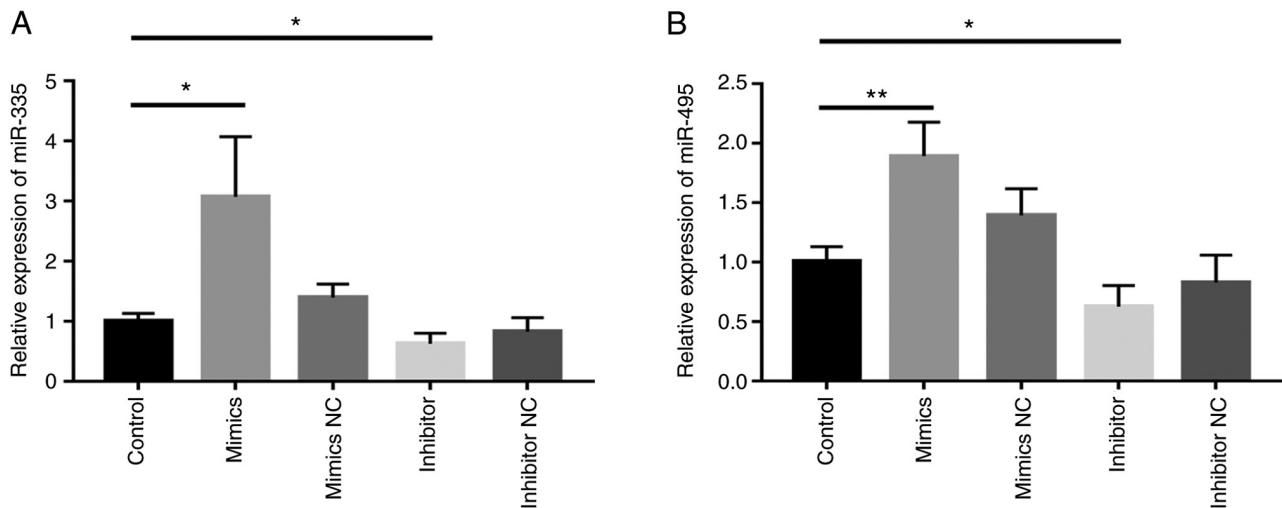 A
*
*
Relative expression of miR-335
5
4
3
2
1
0
Control
Mimics
Mimics NC
Inhibitor
Inhibitor NC
B
*
**
Relative expression of miR-495
2.5
2.0
1.5
1.0
0.5
0.0
Control
Mimics
Mimics NC
Inhibitor
Inhibitor NC